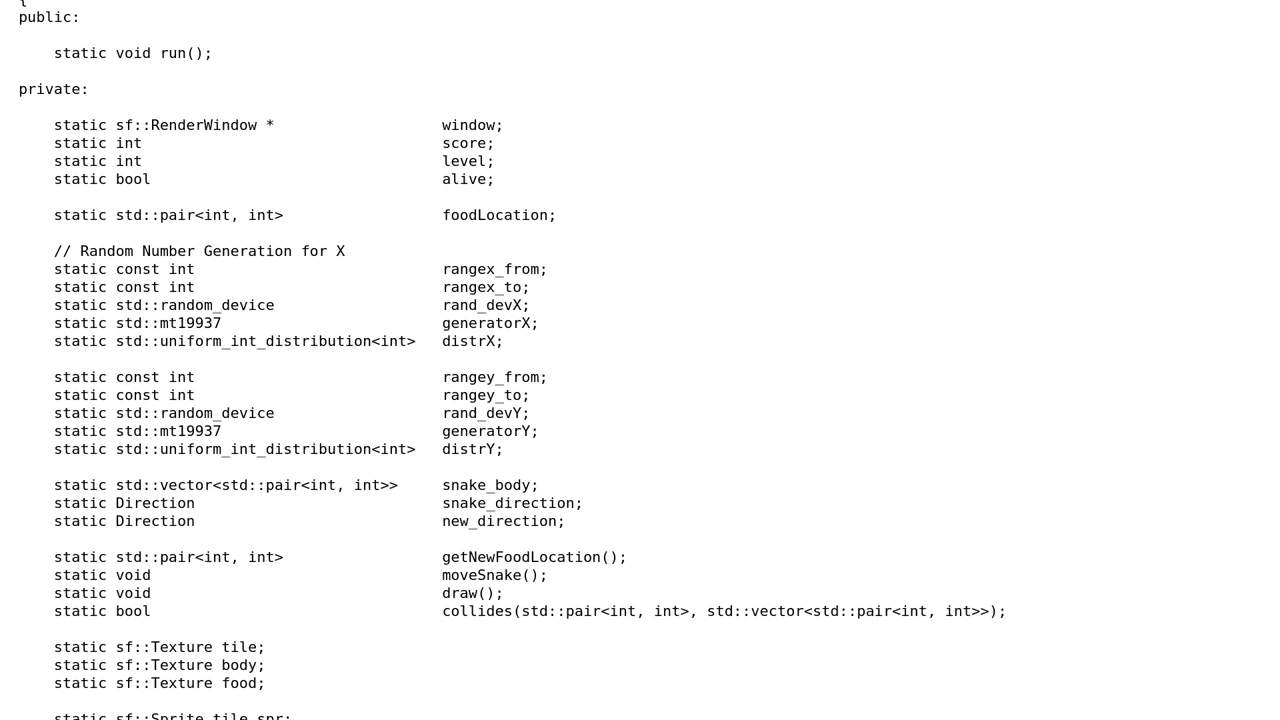 {
public:
    static void run();
private:
    static sf::RenderWindow *                   window;
    static int                                  score;
    static int                                  level;
    static bool                                 alive;
    static std::pair<int, int>                  foodLocation;
    // Random Number Generation for X
    static const int                            rangex_from;
    static const int                            rangex_to;
    static std::random_device                   rand_devX;
    static std::mt19937                         generatorX;
    static std::uniform_int_distribution<int>   distrX;
    static const int                            rangey_from;
    static const int                            rangey_to;
    static std::random_device                   rand_devY;
    static std::mt19937                         generatorY;
    static std::uniform_int_distribution<int>   distrY;
    static std::vector<std::pair<int, int>>     snake_body;
    static Direction                            snake_direction;
    static Direction                            new_direction;
    static std::pair<int, int>                  getNewFoodLocation();
    static void                                 moveSnake();
    static void                                 draw();
    static bool                                 collides(std::pair<int, int>, std::vector<std::pair<int, int>>);
    static sf::Texture tile;
    static sf::Texture body;
    static sf::Texture food;
    static sf::Sprite tile_spr;